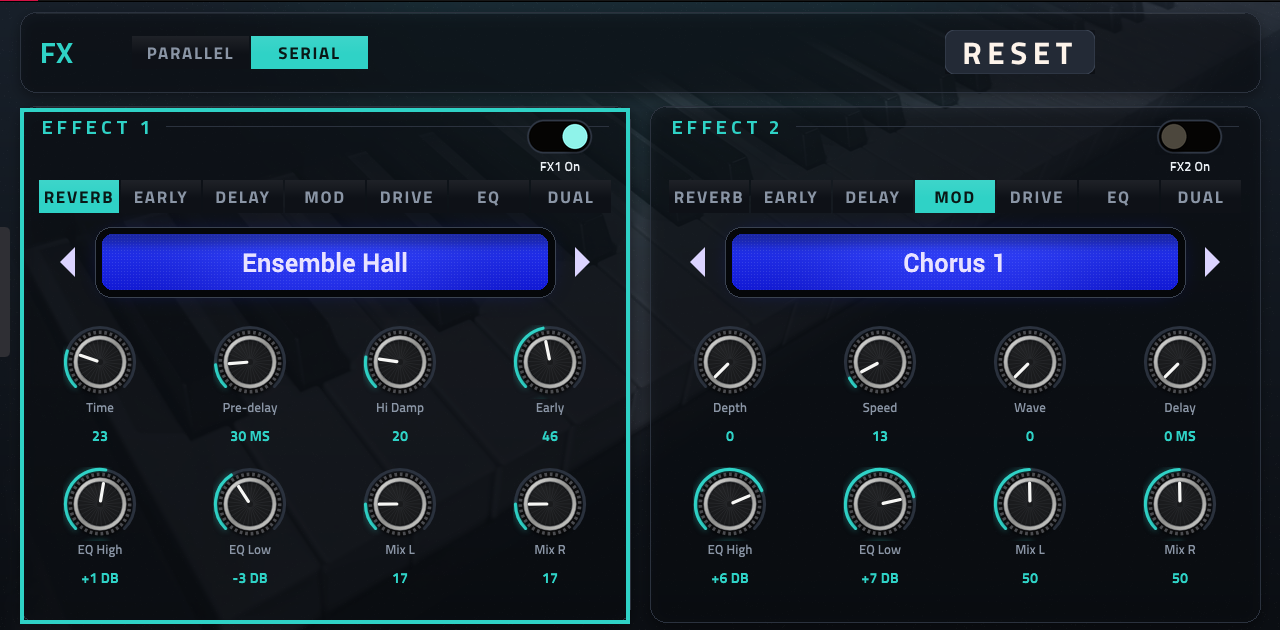 FX PARALLEL SERIAL RESET
EFFECT 1
FX1 On
REVERB EARLY DELAY MOD DRIVE EQ DUAL
Ensemble Hall
Time Pre-delay Hi Damp Early
23 30 MS 20 46
EQ High EQ Low Mix L Mix R
+1 DB -3 DB 17 17
EFFECT 2
FX2 On
REVERB EARLY DELAY MOD DRIVE EQ DUAL
Chorus 1
Depth Speed Wave Delay
0 13 0 0 MS
EQ High EQ Low Mix L Mix R
+6 DB +7 DB 50 50